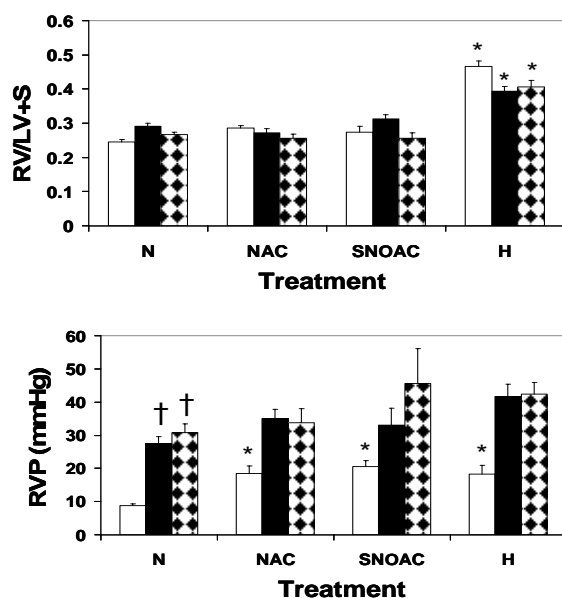 RV/LV+S
0.6
0.5
0.4
0.3
0.2
0.1
0
* * *
N NAC SNOAC H
Treatment
RVP (mmHg)
60
50
40
30
20
10
0
† †
* * *
N NAC SNOAC H
Treatment